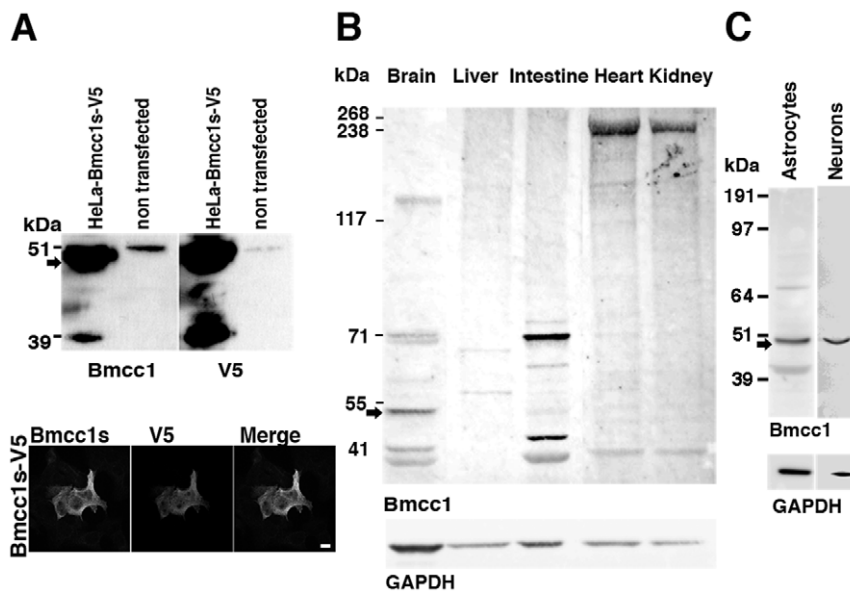 A
HeLa-Bmcc1s-V5
non transfected
HeLa-Bmcc1s-V5
non transfected
kDa
51
39
Bmcc1
V5
Bmcc1s-V5
Bmcc1s
V5
Merge
B
kDa
Brain
Liver
Intestine
Heart
Kidney
268
238
117
71
55
41
Bmcc1
GAPDH
C
Astrocytes
Neurons
kDa
191
97
64
51
39
Bmcc1
GAPDH